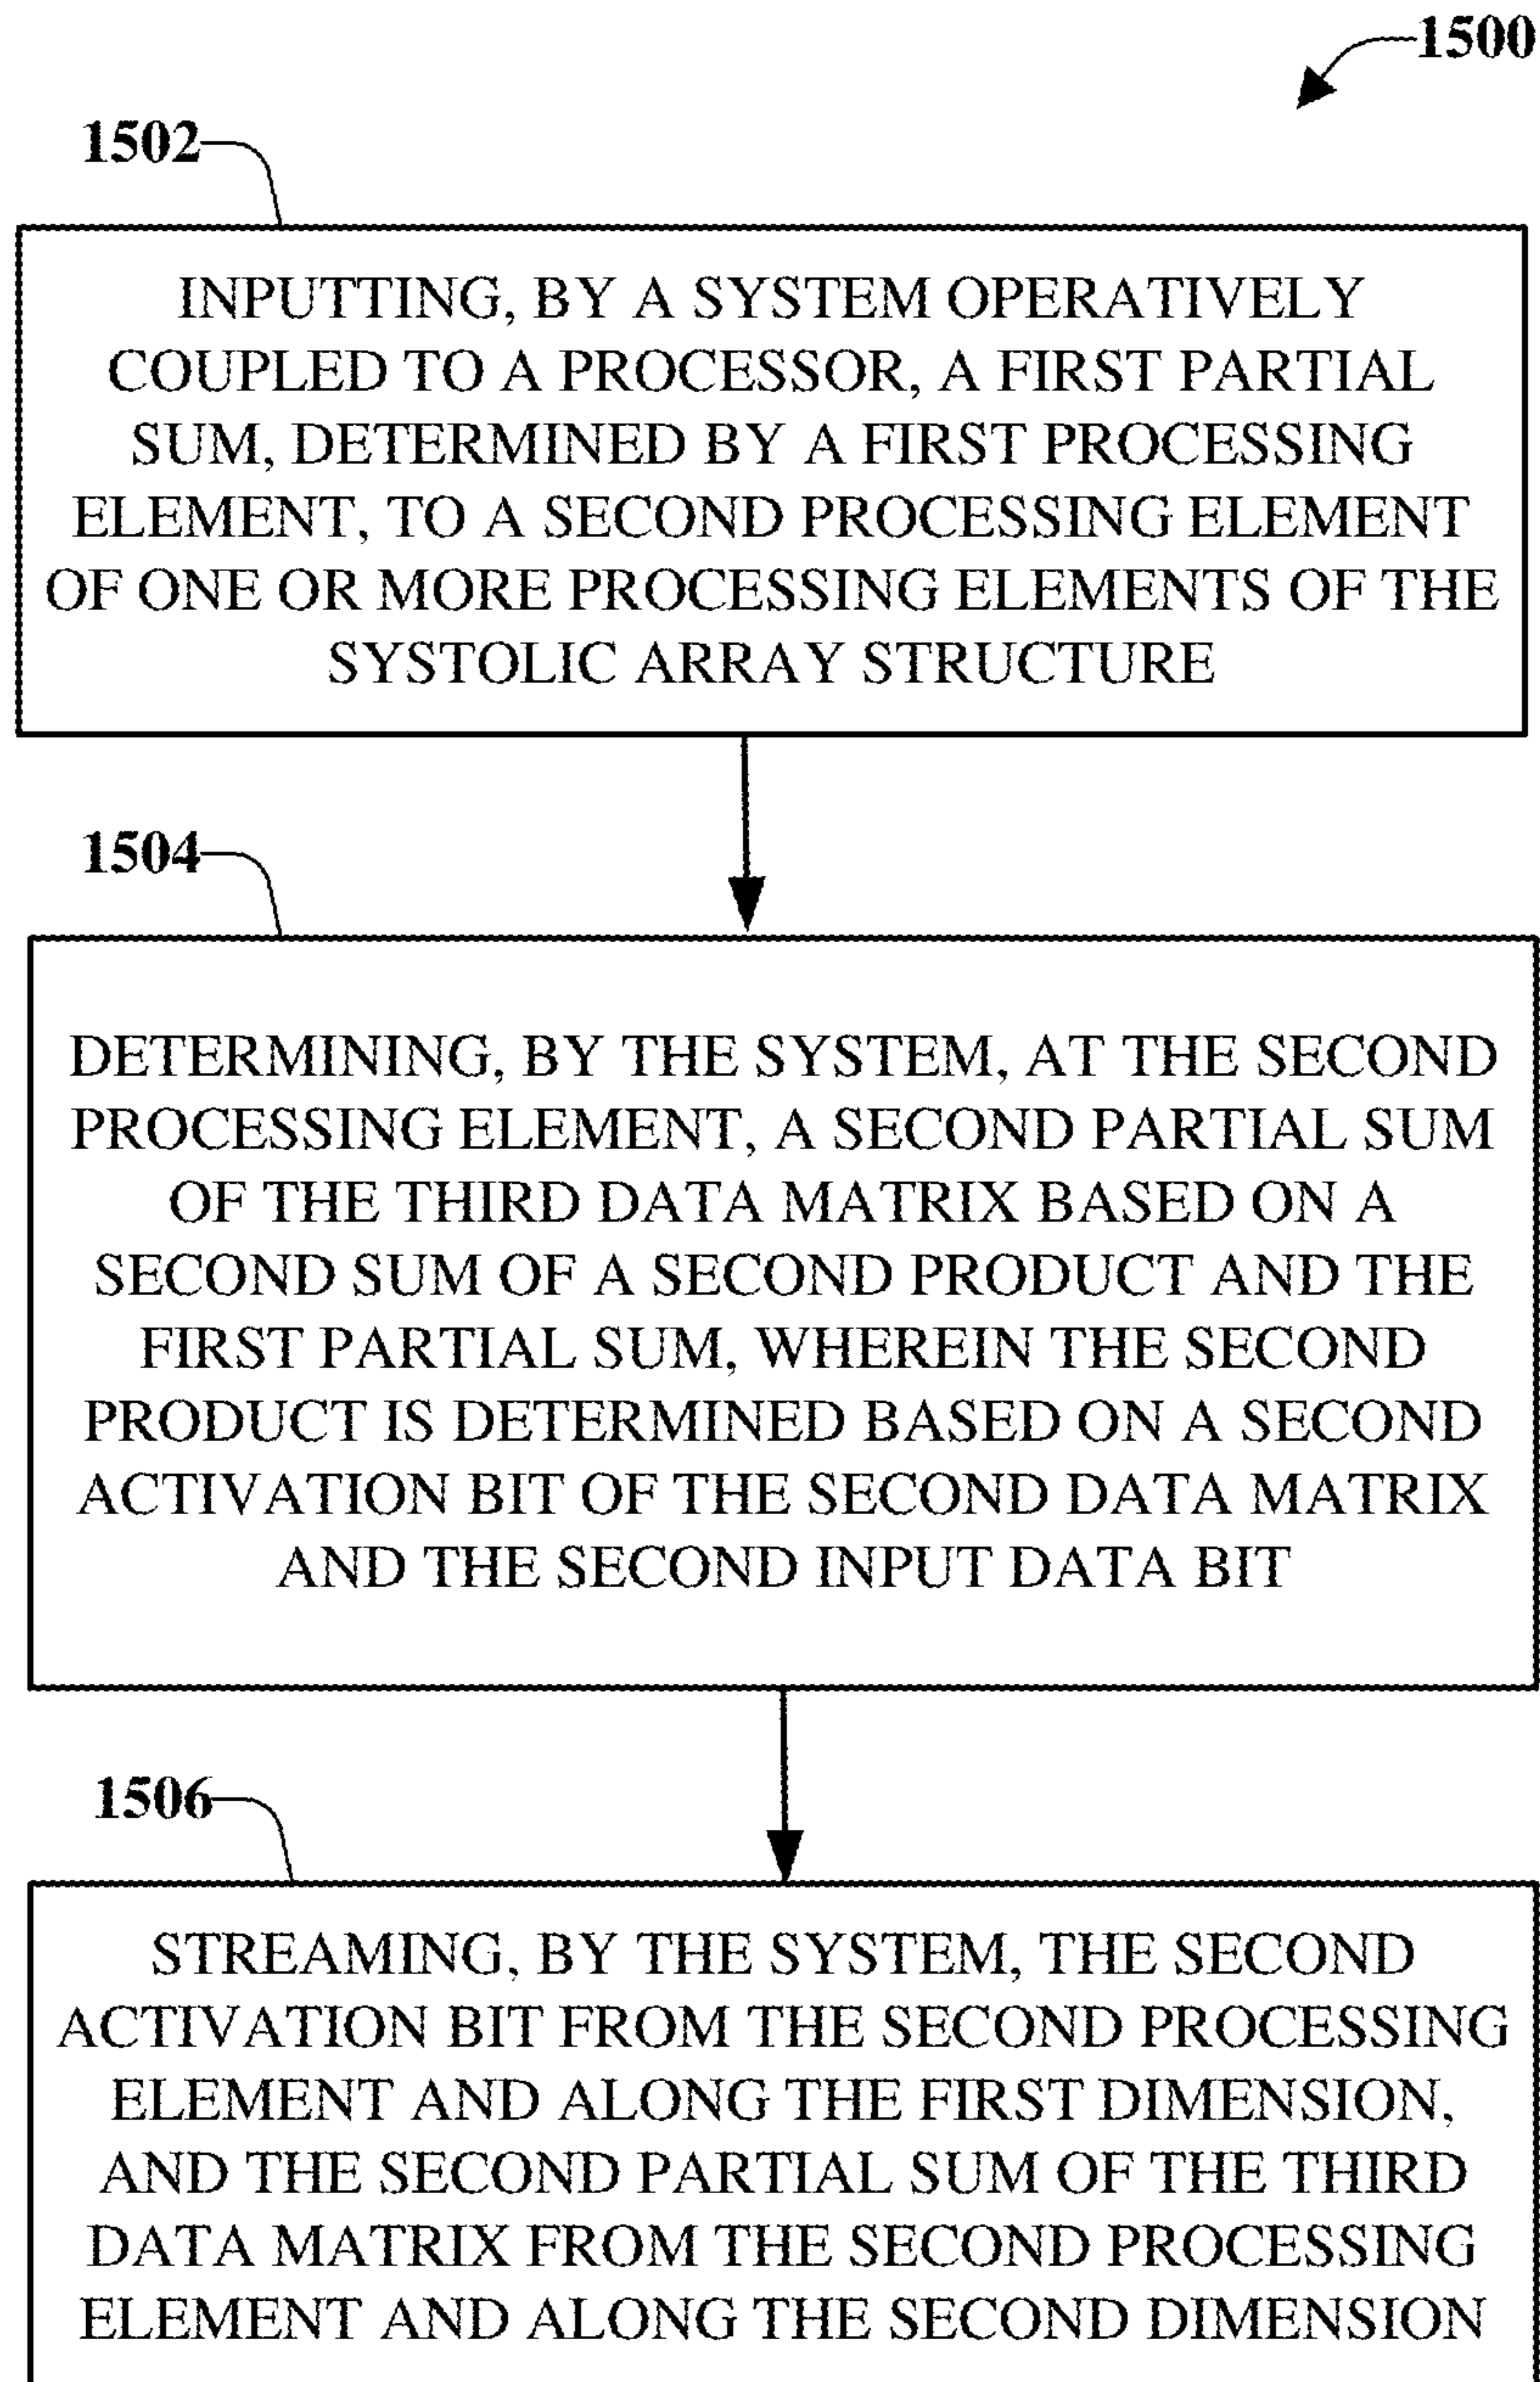 1500
1502
INPUTTING, BY A SYSTEM OPERATIVELY
COUPLED TO A PROCESSOR, A FIRST PARTIAL
SUM, DETERMINED BY A FIRST PROCESSING
ELEMENT, TO A SECOND PROCESSING ELEMENT
OF ONE OR MORE PROCESSING ELEMENTS OF THE
SYSTOLIC ARRAY STRUCTURE
1504
DETERMINING, BY THE SYSTEM, AT THE SECOND
PROCESSING ELEMENT, A SECOND PARTIAL SUM
OF THE THIRD DATA MATRIX BASED ON A
SECOND SUM OF A SECOND PRODUCT AND THE
FIRST PARTIAL SUM, WHEREIN THE SECOND
PRODUCT IS DETERMINED BASED ON A SECOND
ACTIVATION BIT OF THE SECOND DATA MATRIX
AND THE SECOND INPUT DATA BIT
1506
STREAMING, BY THE SYSTEM, THE SECOND
ACTIVATION BIT FROM THE SECOND PROCESSING
ELEMENT AND ALONG THE FIRST DIMENSION,
AND THE SECOND PARTIAL SUM OF THE THIRD
DATA MATRIX FROM THE SECOND PROCESSING
ELEMENT AND ALONG THE SECOND DIMENSION